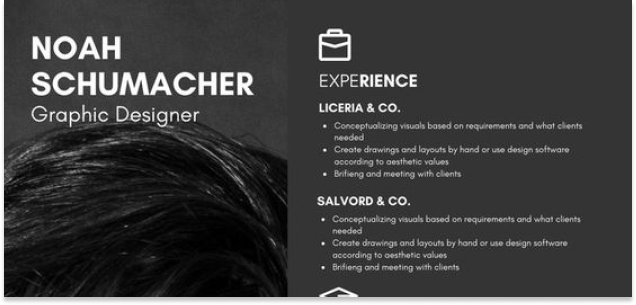 NOAH
SCHUMACHER
Graphic Designer
EXPERIENCE
LICERIA & CO.
• Conceptualizing visuals based on requirements and what clients
needed
• Create drawings and layouts by hand or use design software
according to aesthetic values
• Brifieng and meeting with clients
SALVORD & CO.
• Conceptualizing visuals based on requirements and what clients
needed
• Create drawings and layouts by hand or use design software
according to aesthetic values
• Brifieng and meeting with clients